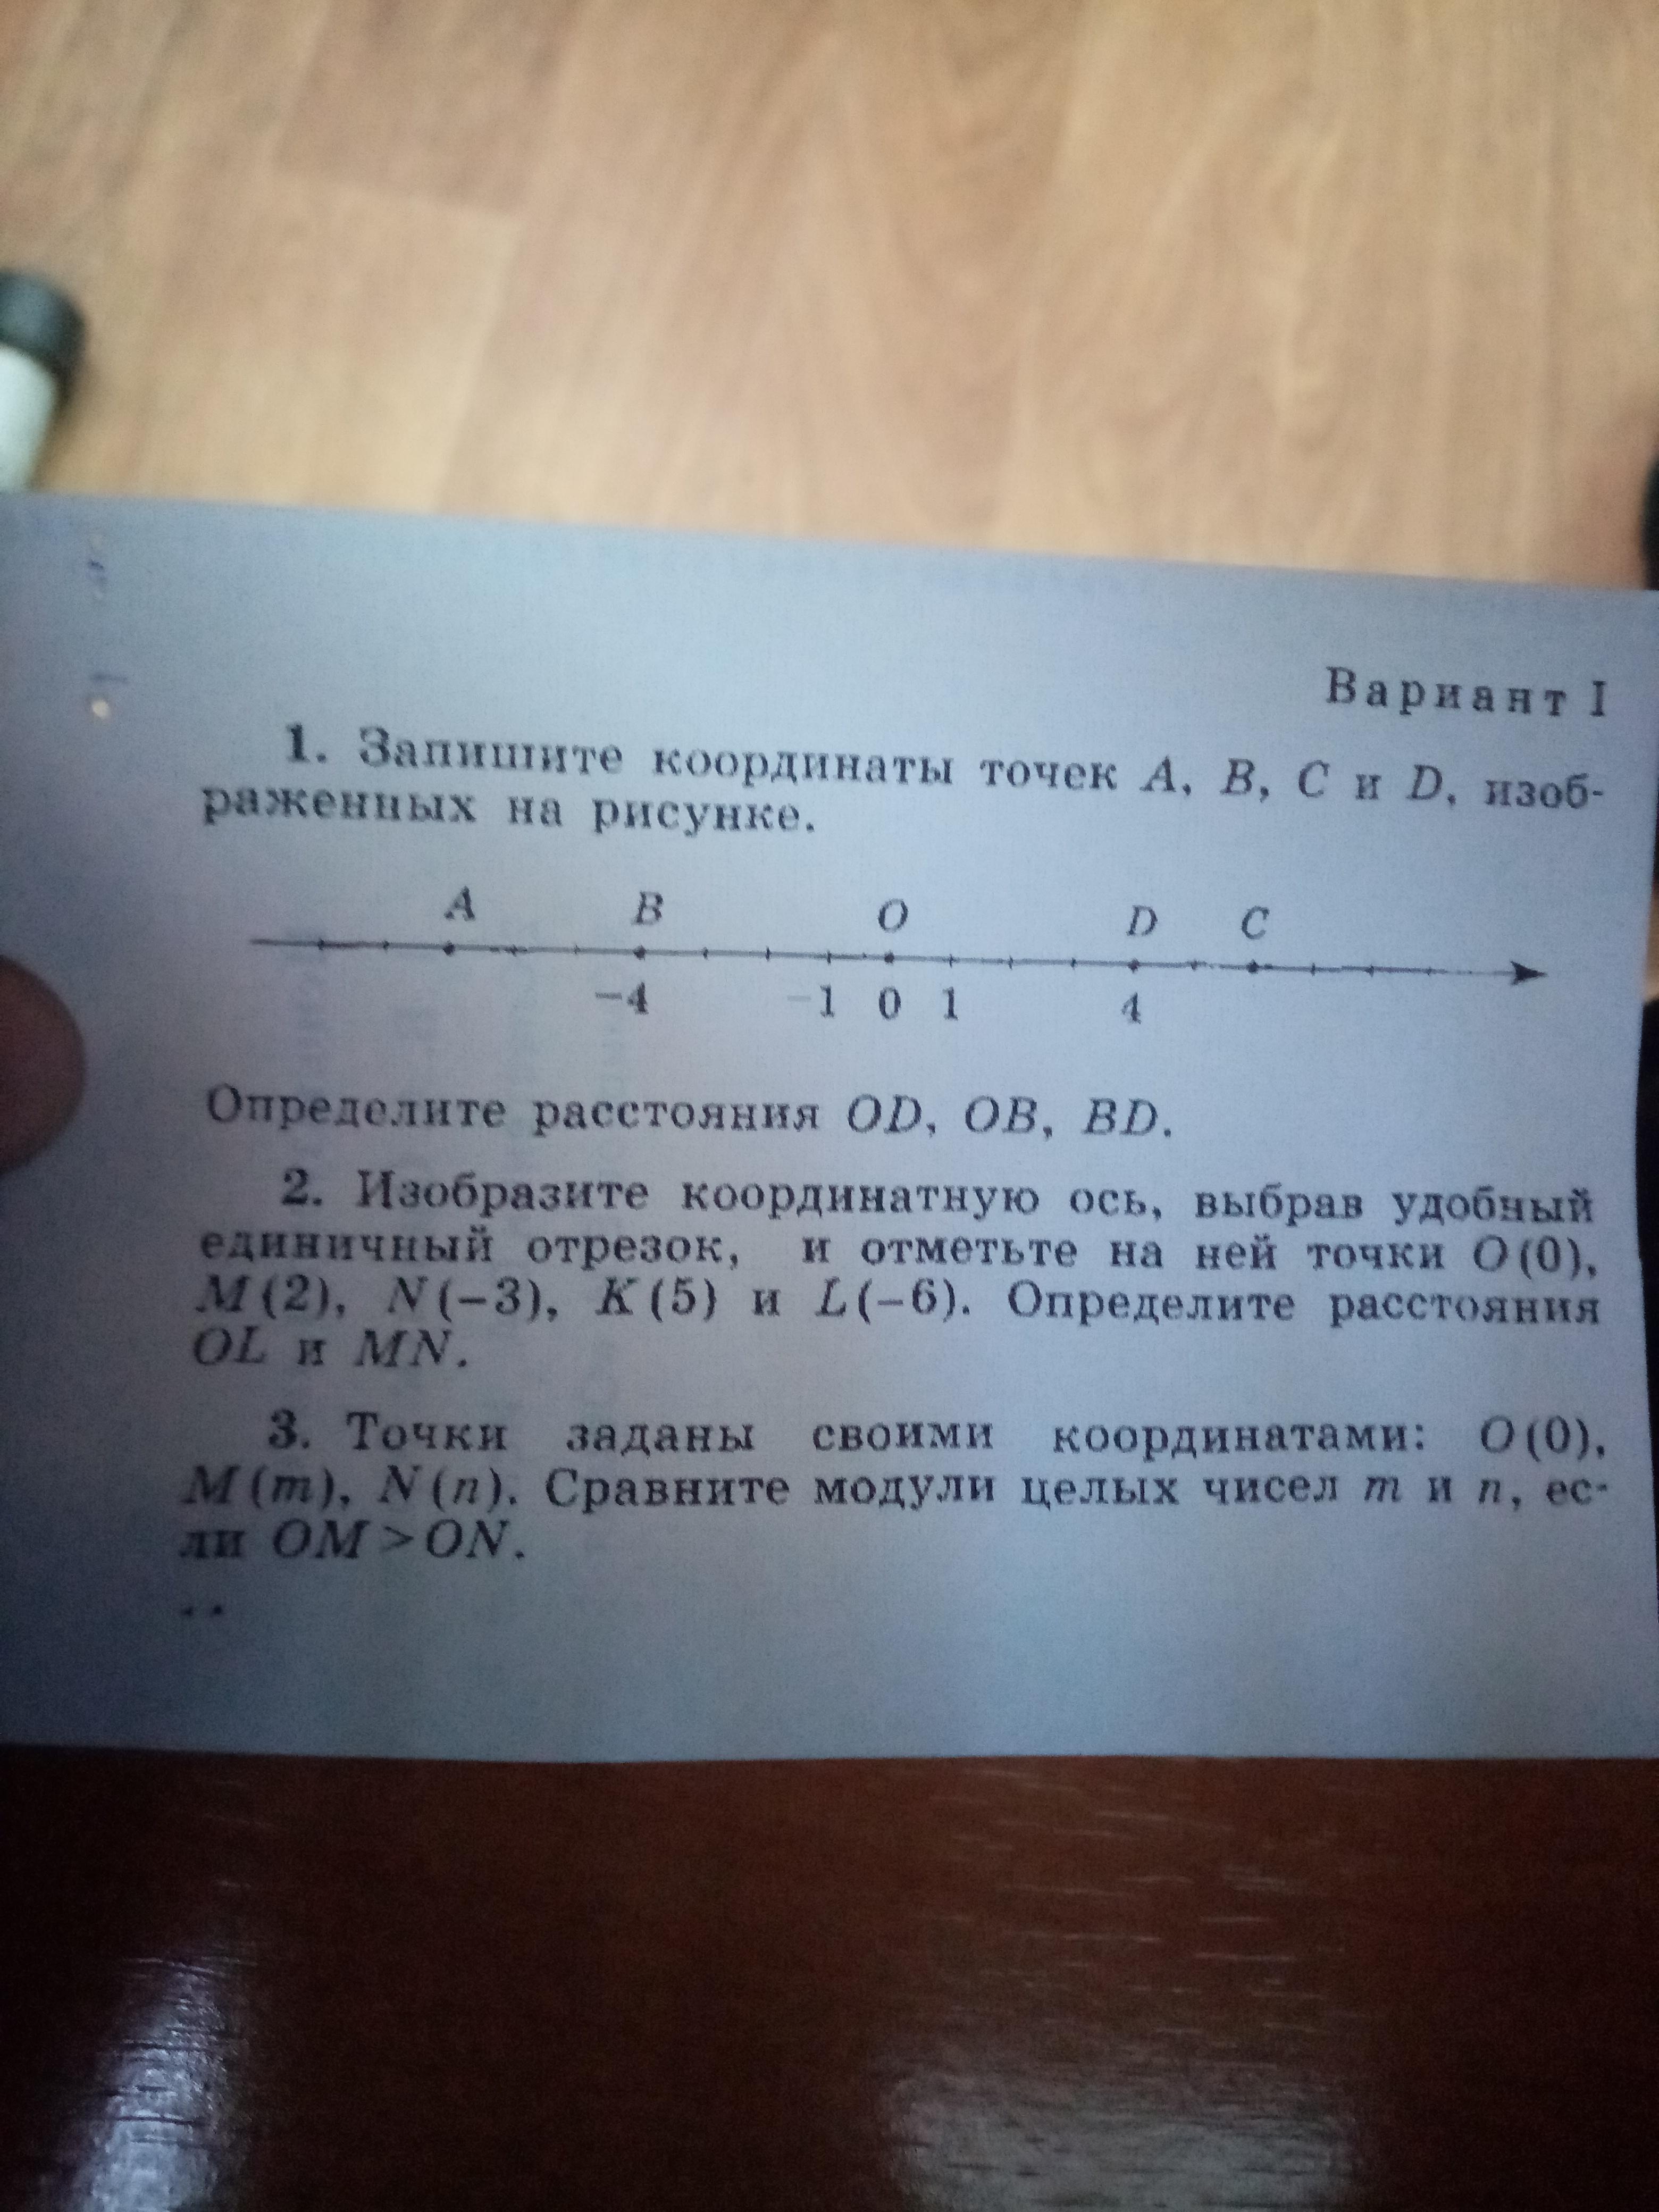 Вариант I
1. Запишите координаты точек A, B, C и D, изоб-
раженных на рисунке.
A B O D C
−4 −1 0 1 4
Определите расстояния OD, OB, BD.
2. Изобразите координатную ось, выбрав удобный
единичный отрезок, и отметьте на ней точки O(0),
M(2), N(−3), K(5) и L(−6). Определите расстояния
OL и MN.
3. Точки заданы своими координатами: O(0),
M(m), N(n). Сравните модули целых чисел m и n, ес-
ли OM>ON.